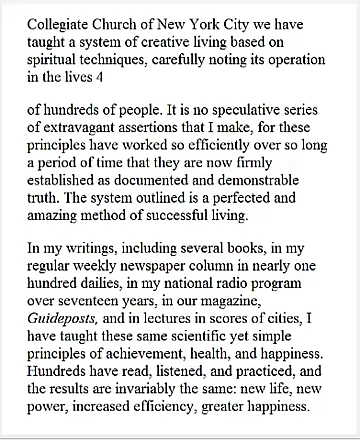 Collegiate Church of New York City we have
taught a system of creative living based on
spiritual techniques, carefully noting its operation
in the lives 4
of hundreds of people. It is no speculative series
of extravagant assertions that I make, for these
principles have worked so efficiently over so long
a period of time that they are now firmly
established as documented and demonstrable
truth. The system outlined is a perfected and
amazing method of successful living.
In my writings, including several books, in my
regular weekly newspaper column in nearly one
hundred dailies, in my national radio program
over seventeen years, in our magazine,
Guideposts, and in lectures in scores of cities, I
have taught these same scientific yet simple
principles of achievement, health, and happiness.
Hundreds have read, listened, and practiced, and
the results are invariably the same: new life, new
power, increased efficiency, greater happiness.